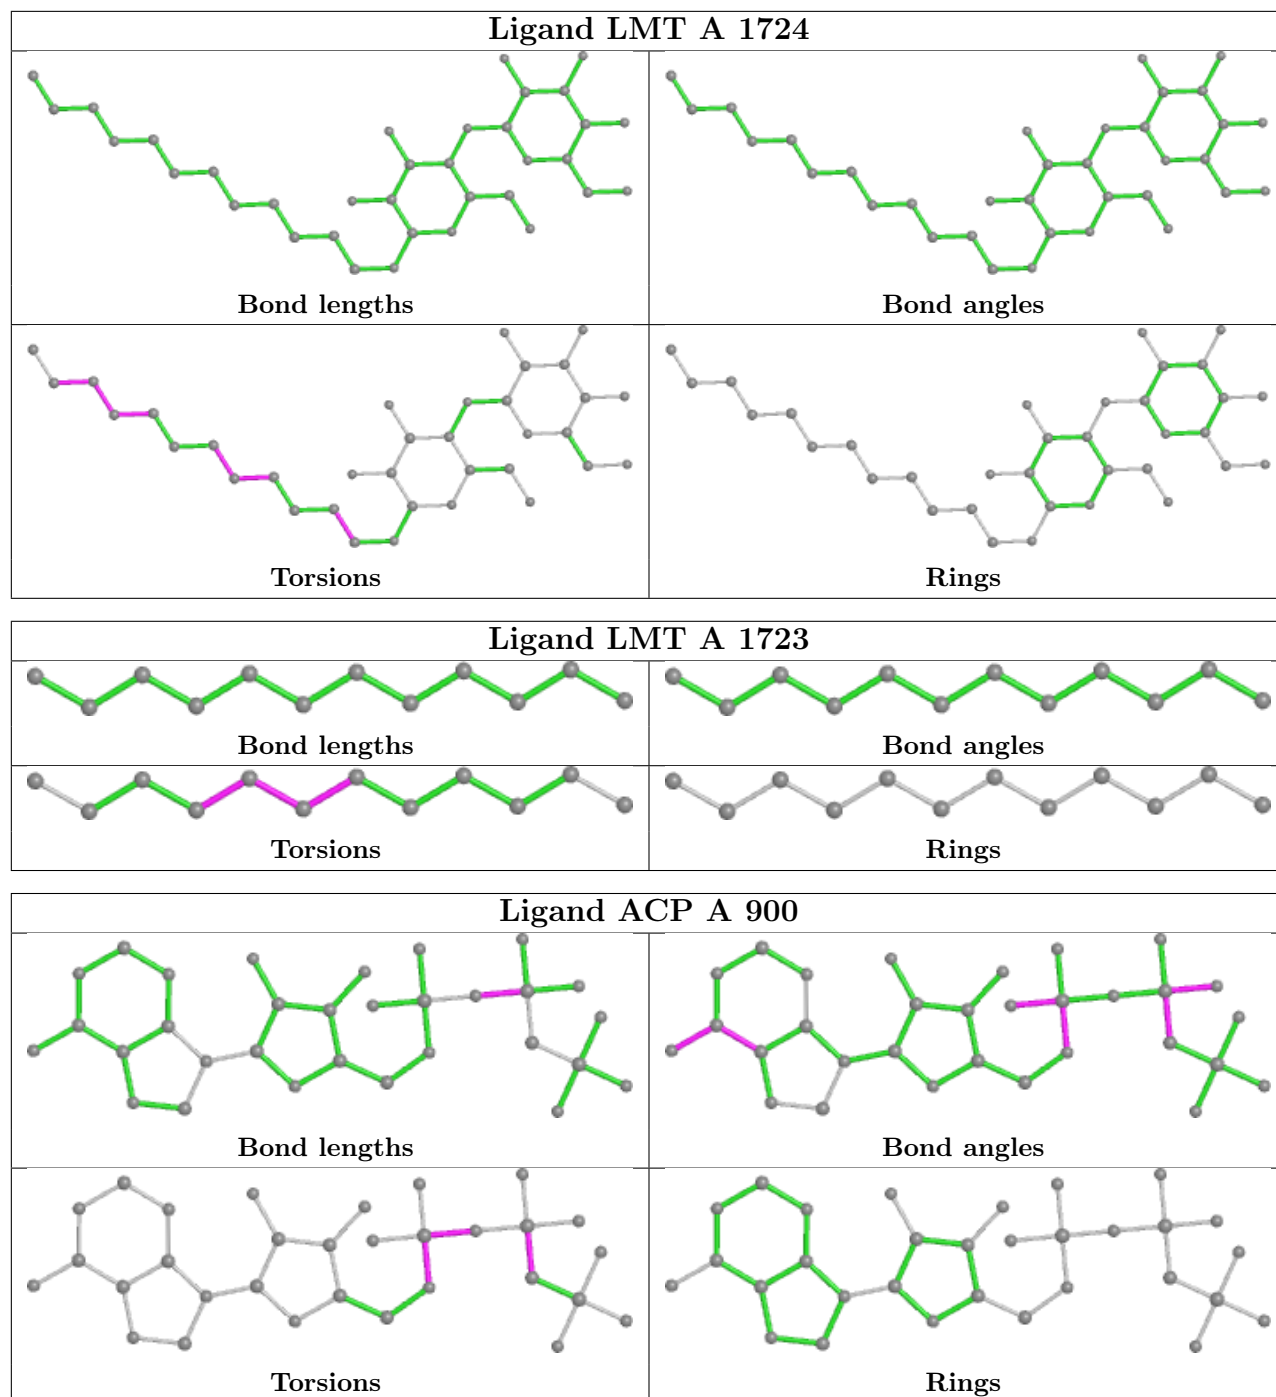 Ligand LMT A 1724
Bond lengths
Bond angles
Torsions
Rings
Ligand LMT A 1723
Bond lengths
Bond angles
Torsions
Rings
Ligand ACP A 900
Bond lengths
Bond angles
Torsions
Rings